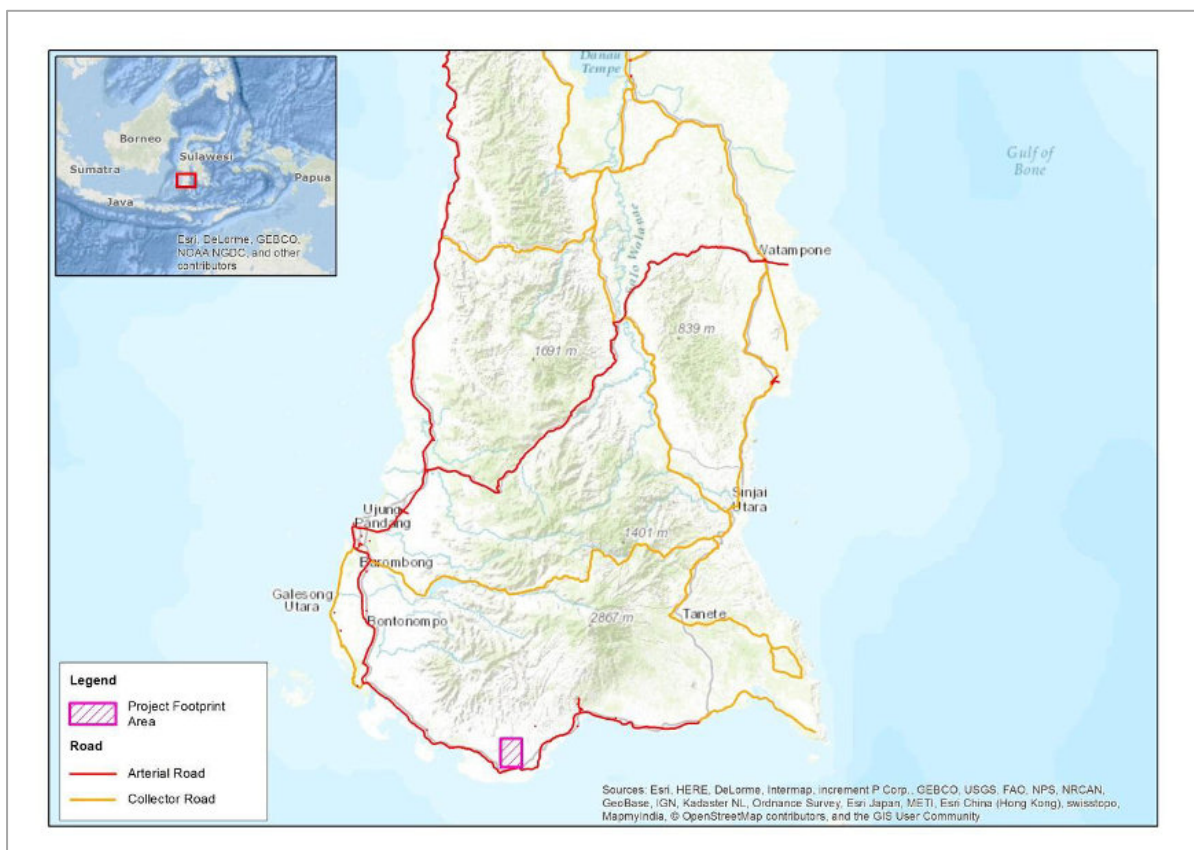 Danau
Tempe
Borneo
Sulawesi
Sumatra
Papua
Java
Esri, DeLorme, GEBCO,
NOAA NGDC, and other
contributors
Gulf of
Bone
Watampone
839 m
1691 m
Sinjai
Utara
Ujung
Pandang
1401 m
Barombong
Galesong
Utara
Bontonompo
2867 m
Tanete
Legend
Project Footprint
Area
Road
Arterial Road
Collector Road
Sources: Esri, HERE, DeLorme, Intermap, increment P Corp., GEBCO, USGS, FAO, NPS, NRCAN,
GeoBase, IGN, Kadaster NL, Ordnance Survey, Esri Japan, METI, Esri China (Hong Kong), swisstopo,
MapmyIndia, © OpenStreetMap contributors, and the GIS User Community